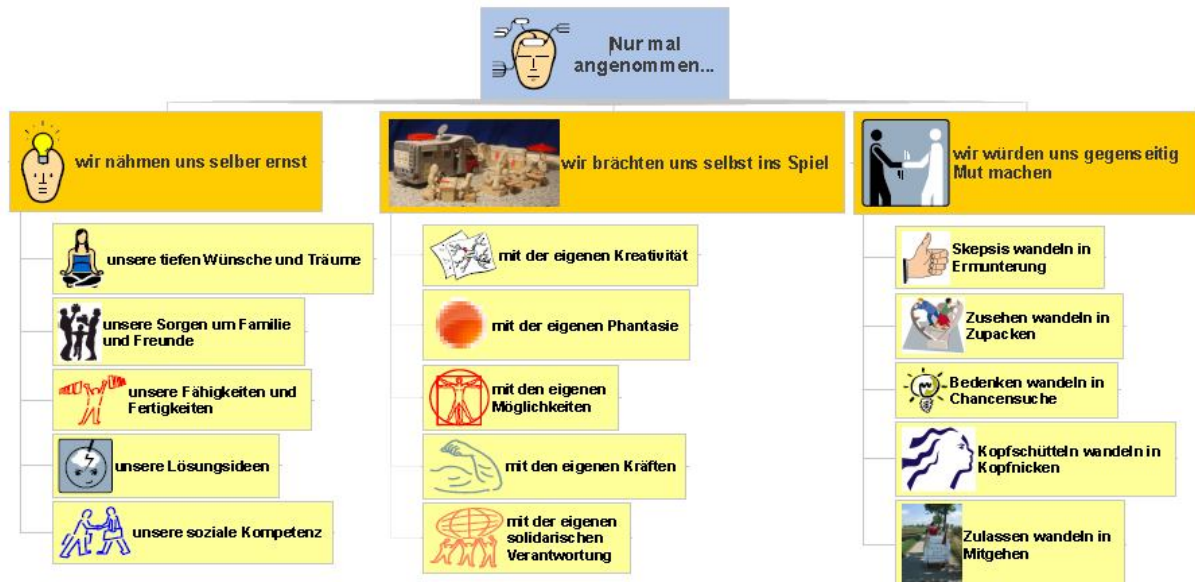 Nur mal
angenommen...
wir nähmen uns selber ernst
unsere tiefen Wünsche und Träume
unsere Sorgen um Familie
und Freunde
unsere Fähigkeiten und
Fertigkeiten
unsere Lösungsideen
unsere soziale Kompetenz
wir brächten uns selbst ins Spiel
mit der eigenen Kreativität
mit der eigenen Phantasie
mit den eigenen
Möglichkeiten
mit den eigenen Kräften
mit der eigenen
solidarischen
Verantwortung
wir würden uns gegenseitig
Mut machen
Skepsis wandeln in
Ermunterung
Zusehen wandeln in
Zupacken
Bedenken wandeln in
Chancensuche
Kopfschütteln wandeln in
Kopfnicken
Zulassen wandeln in
Mitgehen